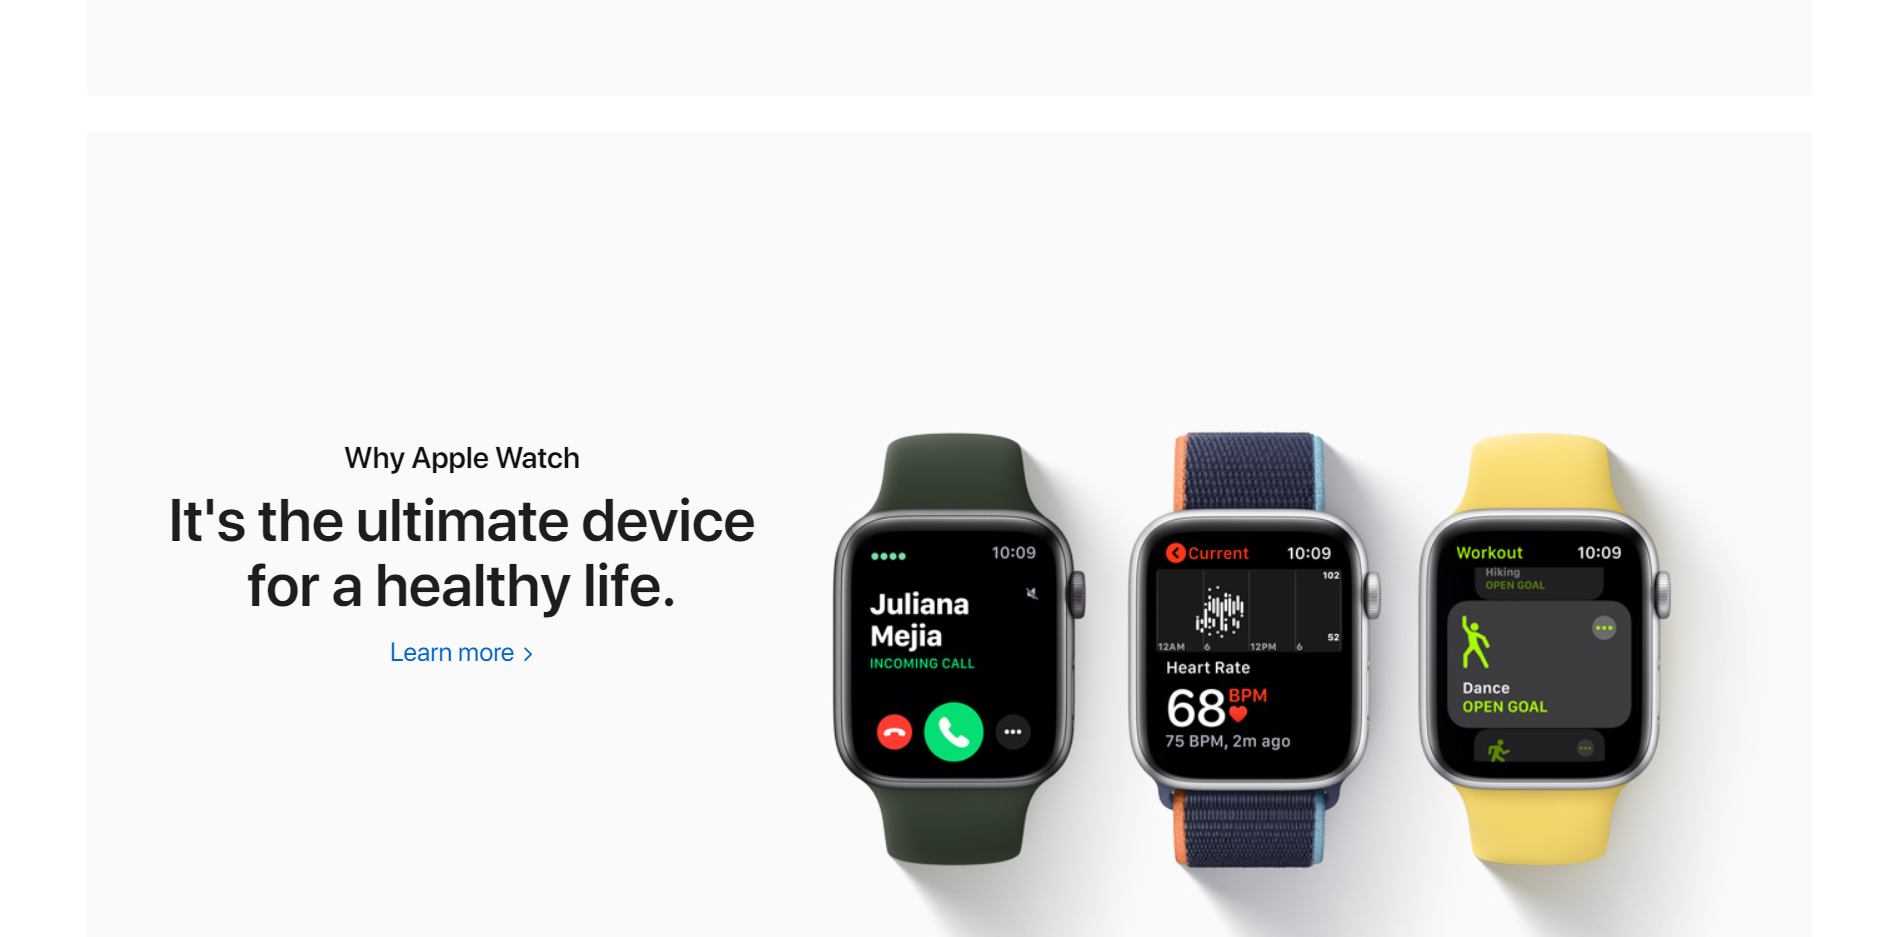 Why Apple Watch
It's the ultimate device
for a healthy life.
Learn more >
10:09
Juliana
Mejia
INCOMING CALL
Current 10:09
102
52
12AM 6 12PM 6
Heart Rate
68 BPM
75 BPM, 2m ago
Workout 10:09
Hiking
OPEN GOAL
Dance
OPEN GOAL